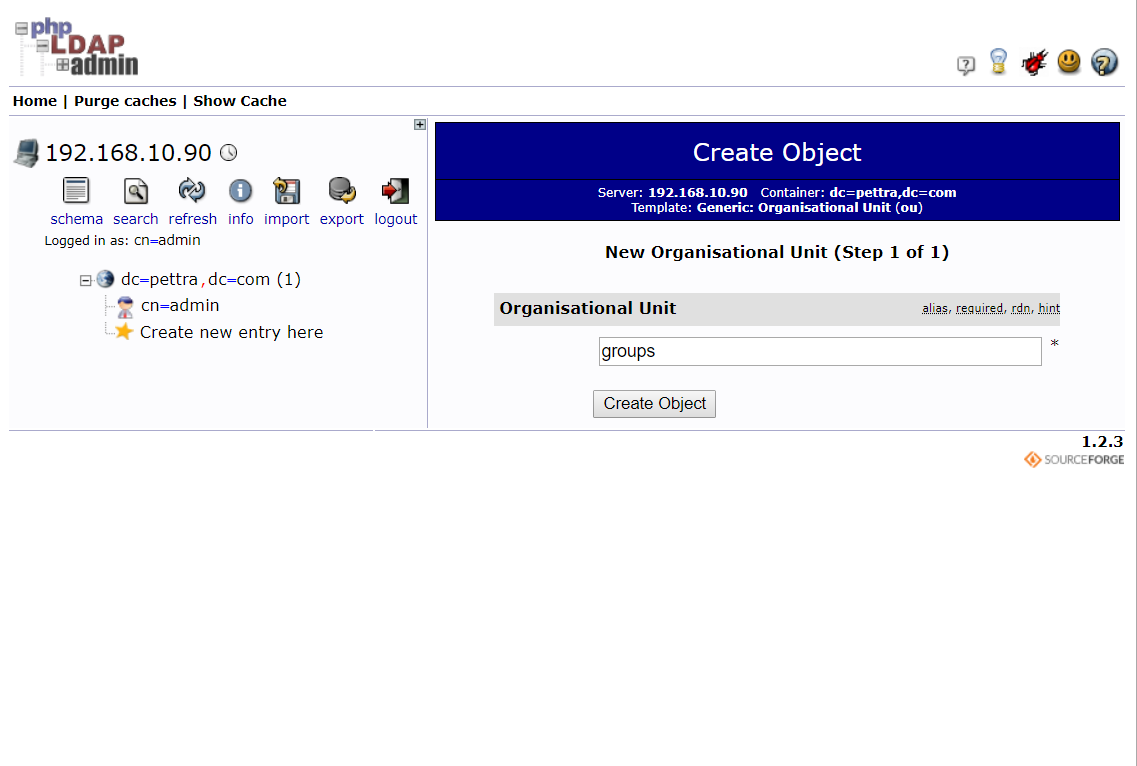 php
LDAP
admin
Home | Purge caches | Show Cache
192.168.10.90
schema search refresh info import export logout
Logged in as: cn=admin
dc=pettra,dc=com (1)
cn=admin
Create new entry here
Create Object
Server: 192.168.10.90 Container: dc=pettra,dc=com
Template: Generic: Organisational Unit (ou)
New Organisational Unit (Step 1 of 1)
Organisational Unit alias, required, rdn, hint
groups *
Create Object
1.2.3
SOURCEFORGE